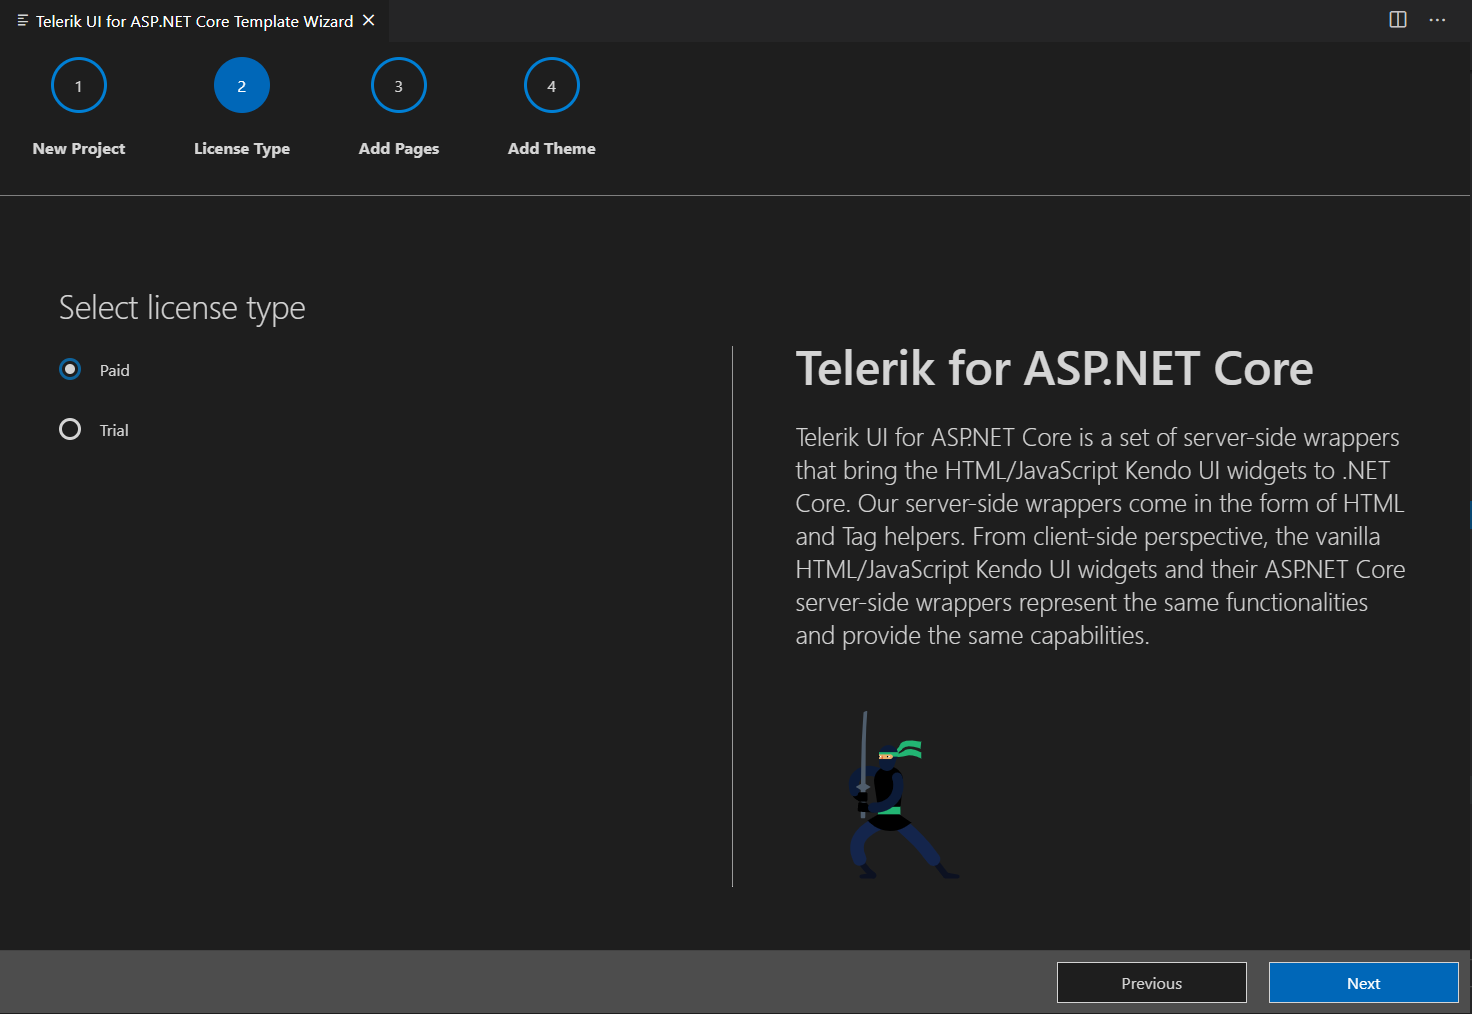 Telerik UI for ASP.NET Core Template Wizard
1
2
3
4
New Project
License Type
Add Pages
Add Theme
Select license type
Paid
Trial
Telerik for ASP.NET Core
Telerik UI for ASP.NET Core is a set of server-side wrappers
that bring the HTML/JavaScript Kendo UI widgets to .NET
Core. Our server-side wrappers come in the form of HTML
and Tag helpers. From client-side perspective, the vanilla
HTML/JavaScript Kendo UI widgets and their ASP.NET Core
server-side wrappers represent the same functionalities
and provide the same capabilities.
Previous
Next